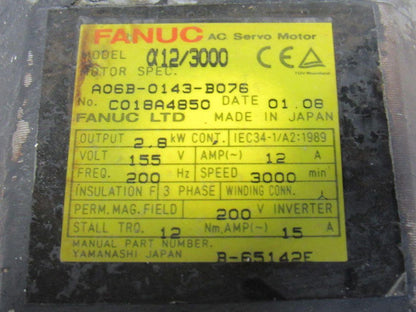 FANUC AC Servo Motor
MODEL α12/3000
MOTOR SPEC.
A06B-0143-B076
No. C018A4850 DATE 01.08
FANUC LTD MADE IN JAPAN
OUTPUT 2.8 kW CONT. IEC34-1/A2:1989
VOLT 155 V AMP(~) 12 A
FREQ. 200 Hz SPEED 3000 min
INSULATION F 3 PHASE WINDING CONN.
PERM. MAG. FIELD 200 V INVERTER
STALL TRQ. 12 Nm, AMP(~) 15 A
MANUAL PART NUMBER.
YAMANASHI JAPAN B-65142E